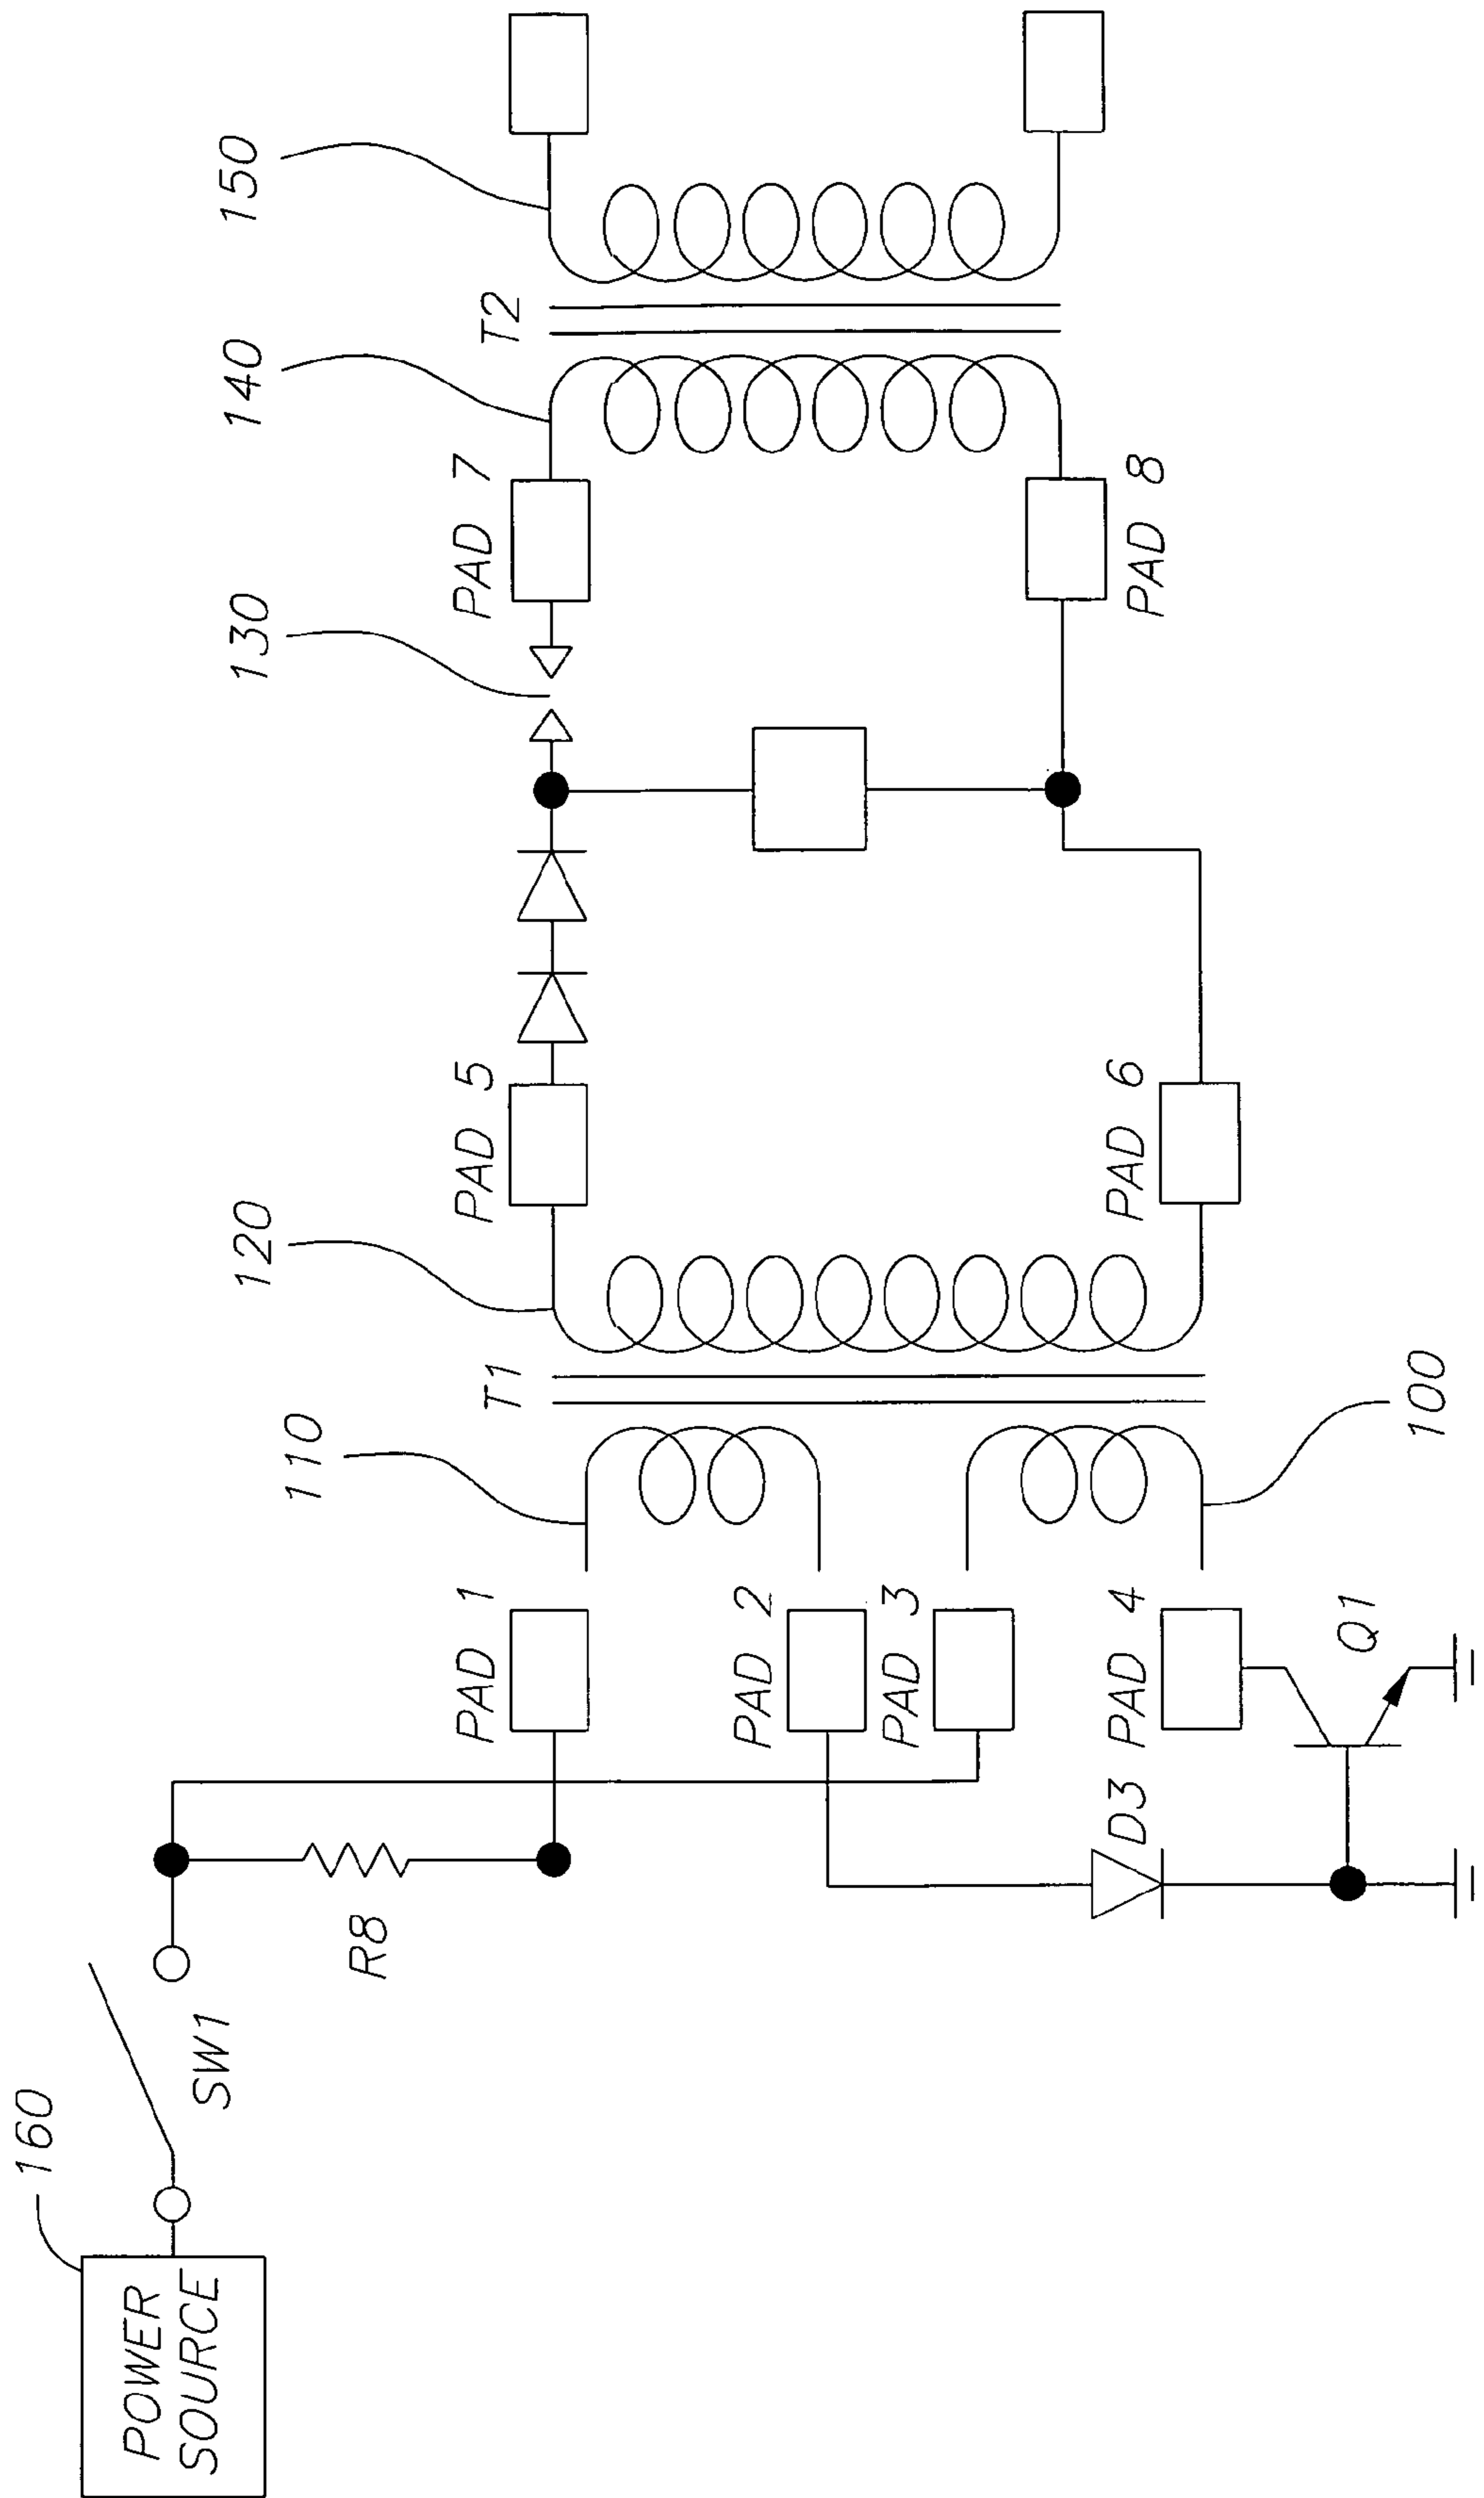 160
POWER
SOURCE
SW1
R8
PAD 1
PAD 2
PAD 3
PAD 4
D3
Q1
110
100
T1
120
PAD 5
PAD 6
130
PAD 7
PAD 8
140
T2
150